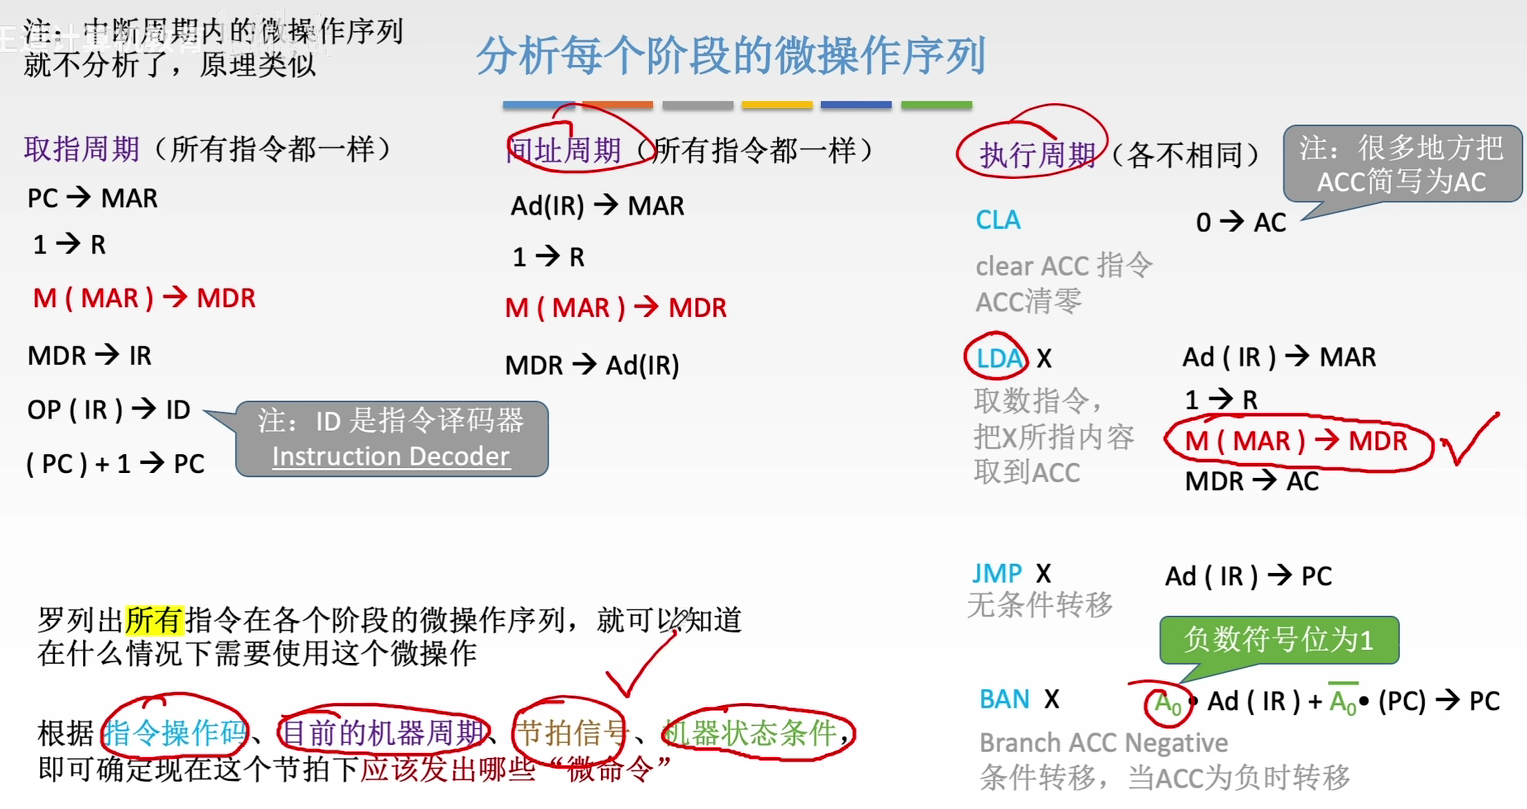 注：中断周期内的微操作序列
就不分析了，原理类似
分析每个阶段的微操作序列
取指周期（所有指令都一样）
PC → MAR
1 → R
M ( MAR ) → MDR
MDR → IR
OP ( IR ) → ID
( PC ) + 1 → PC
注：ID 是指令译码器
Instruction Decoder
间址周期（所有指令都一样）
Ad(IR) → MAR
1 → R
M ( MAR ) → MDR
MDR → Ad(IR)
执行周期（各不相同）
注：很多地方把
ACC简写为AC
CLA
0 → AC
clear ACC 指令
ACC清零
LDA X
取数指令，
把X所指内容
取到ACC
Ad ( IR ) → MAR
1 → R
M ( MAR ) → MDR
MDR → AC
JMP X
Ad ( IR ) → PC
无条件转移
负数符号位为1
BAN X
A₀ • Ad ( IR ) + A̅₀• (PC) → PC
Branch ACC Negative
条件转移，当ACC为负时转移
罗列出所有指令在各个阶段的微操作序列，就可以知道
在什么情况下需要使用这个微操作
根据 指令操作码、目前的机器周期、节拍信号、机器状态条件，
即可确定现在这个节拍下应该发出哪些“微命令”